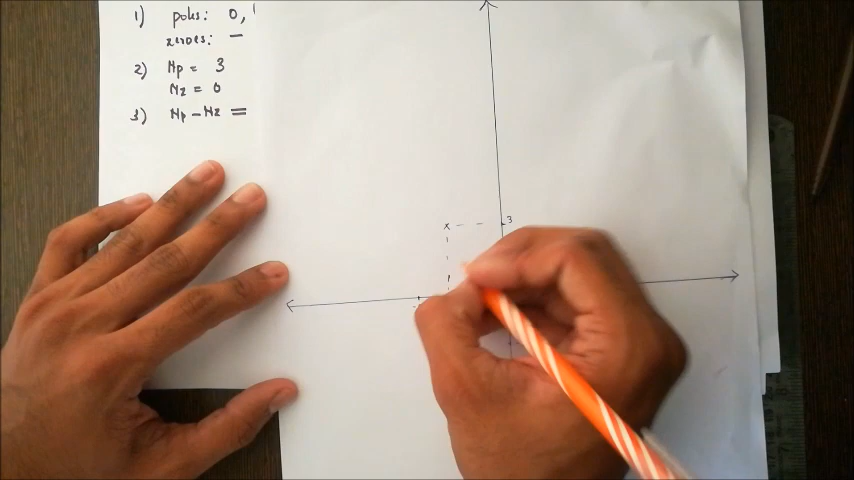 1) poles: 0,
zeroes: —
2) Np = 3
Nz = 0
3) Np - Nz =
x
3